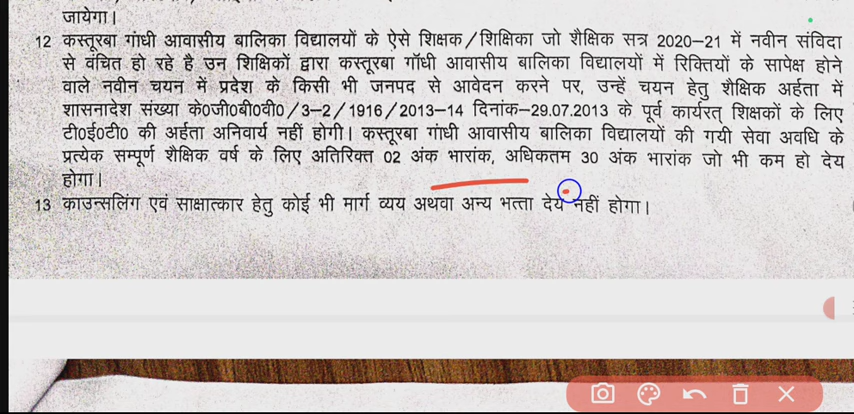 जायेगा।
12 कस्तूरबा गांधी आवासीय बालिका विद्यालयों के ऐसे शिक्षक/शिक्षिका जो शैक्षिक सत्र 2020–21 में नवीन संविदा
से वंचित हो रहे है उन शिक्षिकों द्वारा कस्तूरबा गॉधी आवासीय बालिका विद्यालयों में रिक्तियों के सापेक्ष होने
वाले नवीन चयन में प्रदेश के किसी भी जनपद से आवेदन करने पर, उन्हें चयन हेतु शैक्षिक अर्हता में
शासनादेश संख्या के0जी0बी0वी0/3–2/1916/2013–14 दिनांक–29.07.2013 के पूर्व कार्यरत् शिक्षकों के लिए
टी0ई0टी0 की अर्हता अनिवार्य नहीं होगी। कस्तूरबा गांधी आवासीय बालिका विद्यालयों की गयी सेवा अवधि के
प्रत्येक सम्पूर्ण शैक्षिक वर्ष के लिए अतिरिक्त 02 अंक भारांक, अधिकतम 30 अंक भारांक जो भी कम हो देय
होगा।
13 काउन्सलिंग एवं साक्षात्कार हेतु कोई भी मार्ग व्यय अथवा अन्य भत्ता देय नहीं होगा।